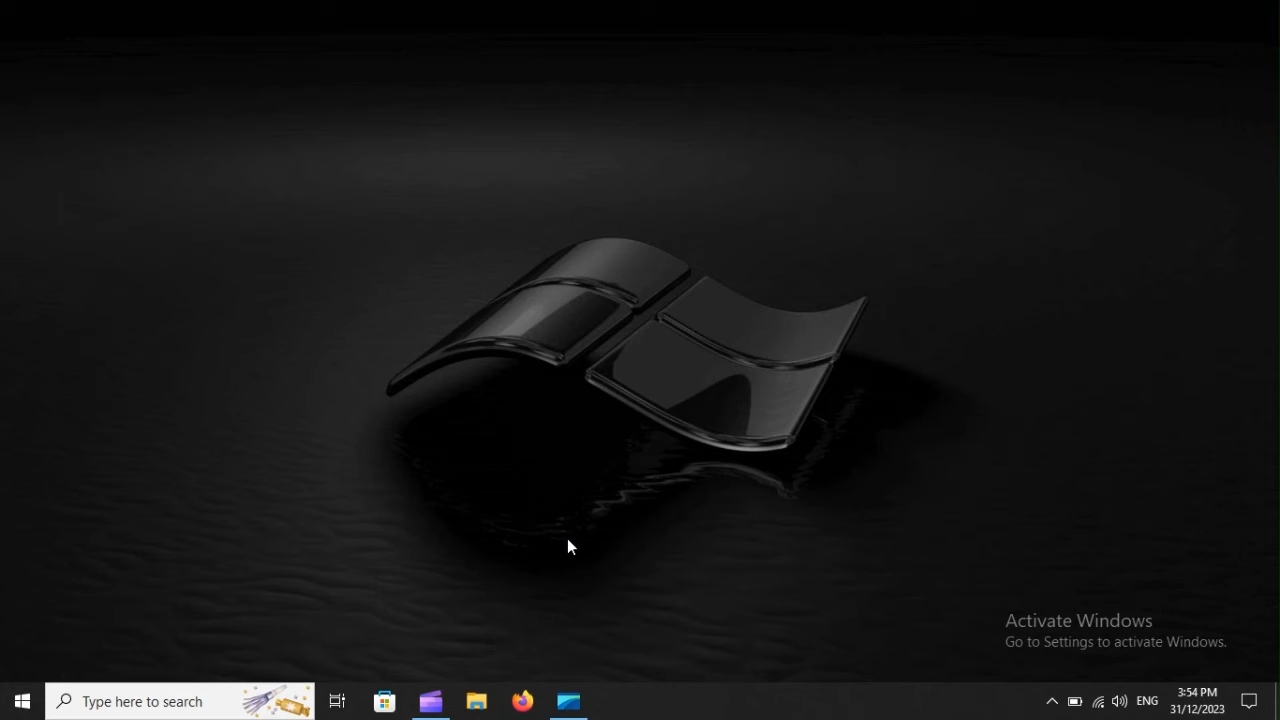 Activate Windows
Go to Settings to activate Windows.
Type here to search
ENG
3:54 PM
31/12/2023